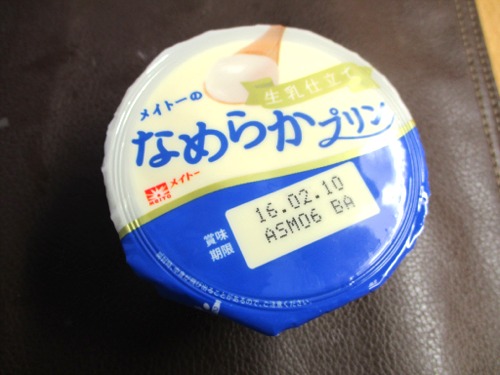 メイトーの
生乳仕立て
なめらかプリン
メイトー
賞味
期限
16.02.10
ASM06 BA